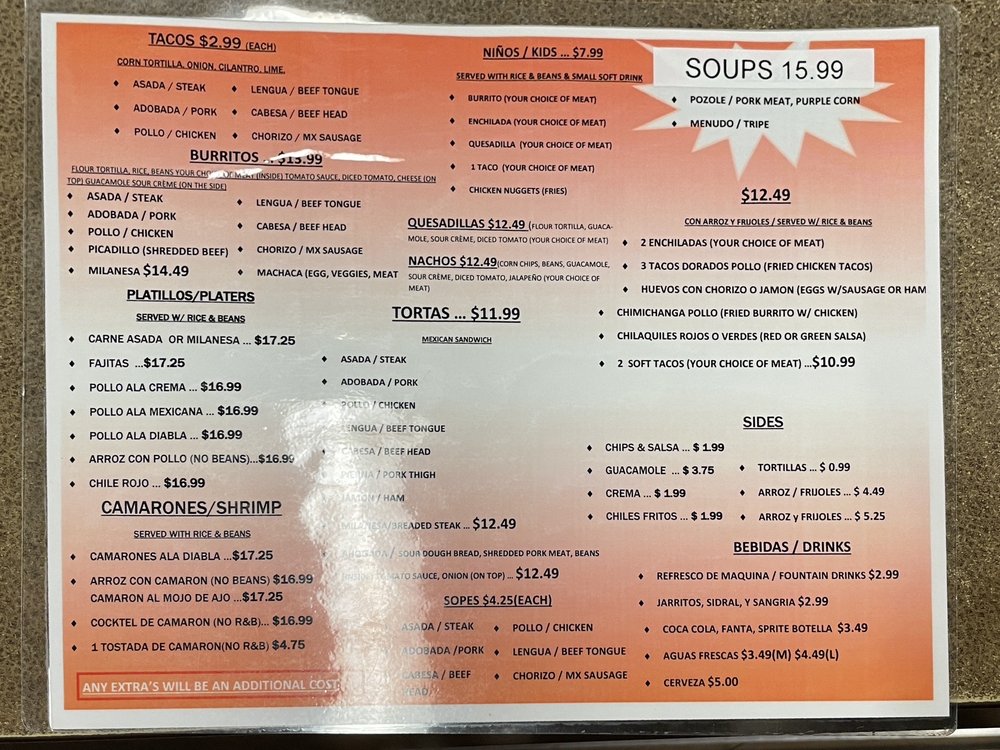 TACOS $2.99 (EACH)
CORN TORTILLA, ONION, CILANTRO, LIME,
♦ ASADA / STEAK
♦ ADOBADA / PORK
♦ POLLO / CHICKEN
♦ LENGUA / BEEF TONGUE
♦ CABESA / BEEF HEAD
♦ CHORIZO / MX SAUSAGE
BURRITOS ... $13.99
FLOUR TORTILLA, RICE, BEANS YOUR CHOICE OF MEAT (INSIDE) TOMATO SAUCE, DICED TOMATO, CHEESE (ON
TOP) GUACAMOLE SOUR CRÈME (ON THE SIDE)
♦ ASADA / STEAK
♦ ADOBADA / PORK
♦ POLLO / CHICKEN
♦ PICADILLO (SHREDDED BEEF)
♦ MILANESA $14.49
♦ LENGUA / BEEF TONGUE
♦ CABESA / BEEF HEAD
♦ CHORIZO / MX SAUSAGE
♦ MACHACA (EGG, VEGGIES, MEAT
PLATILLOS/PLATERS
SERVED W/ RICE & BEANS
♦ CARNE ASADA OR MILANESA ... $17.25
♦ FAJITAS ...$17.25
♦ POLLO ALA CREMA ... $16.99
♦ POLLO ALA MEXICANA ... $16.99
♦ POLLO ALA DIABLA ... $16.99
♦ ARROZ CON POLLO (NO BEANS)...$16.99
♦ CHILE ROJO ... $16.99
CAMARONES/SHRIMP
SERVED WITH RICE & BEANS
♦ CAMARONES ALA DIABLA ...$17.25
♦ ARROZ CON CAMARON (NO BEANS) $16.99
CAMARON AL MOJO DE AJO ...$17.25
♦ COCKTEL DE CAMARON (NO R&B)... $16.99
♦ 1 TOSTADA DE CAMARON(NO R&B) $4.75
ANY EXTRA'S WILL BE AN ADDITIONAL COST
NIÑOS / KIDS ... $7.99
SERVED WITH RICE & BEANS & SMALL SOFT DRINK
♦ BURRITO (YOUR CHOICE OF MEAT)
♦ ENCHILADA (YOUR CHOICE OF MEAT)
♦ QUESADILLA (YOUR CHOICE OF MEAT)
♦ 1 TACO (YOUR CHOICE OF MEAT)
♦ CHICKEN NUGGETS (FRIES)
QUESADILLAS $12.49 (FLOUR TORTILLA, GUACA-
MOLE, SOUR CRÈME, DICED TOMATO (YOUR CHOICE OF MEAT)
NACHOS $12.49(CORN CHIPS, BEANS, GUACAMOLE,
SOUR CRÈME, DICED TOMATO, JALAPEÑO (YOUR CHOICE OF
MEAT)
TORTAS ... $11.99
MEXICAN SANDWICH
♦ ASADA / STEAK
♦ ADOBADA / PORK
♦ POLLO / CHICKEN
♦ LENGUA / BEEF TONGUE
♦ CABESA / BEEF HEAD
♦ PIERNA / PORK THIGH
♦ JAMON / HAM
♦ MILANESA/BREADED STEAK ... $12.49
♦ AHOGADA / SOUR DOUGH BREAD, SHREDDED PORK MEAT, BEANS
(INSIDE) TOMATO SAUCE, ONION (ON TOP) ... $12.49
SOPES $4.25(EACH)
ASADA / STEAK
ADOBADA /PORK
CABESA / BEEF
HEAD
♦ POLLO / CHICKEN
♦ LENGUA / BEEF TONGUE
♦ CHORIZO / MX SAUSAGE
SOUPS 15.99
♦ POZOLE / PORK MEAT, PURPLE CORN
♦ MENUDO / TRIPE
$12.49
CON ARROZ Y FRIJOLES / SERVED W/ RICE & BEANS
♦ 2 ENCHILADAS (YOUR CHOICE OF MEAT)
♦ 3 TACOS DORADOS POLLO (FRIED CHICKEN TACOS)
♦ HUEVOS CON CHORIZO O JAMON (EGGS W/SAUSAGE OR HAM
♦ CHIMICHANGA POLLO (FRIED BURRITO W/ CHICKEN)
♦ CHILAQUILES ROJOS O VERDES (RED OR GREEN SALSA)
♦ 2 SOFT TACOS (YOUR CHOICE OF MEAT) ...$10.99
SIDES
♦ CHIPS & SALSA ... $ 1.99
♦ GUACAMOLE ... $ 3.75
♦ CREMA ... $ 1.99
♦ CHILES FRITOS ... $ 1.99
♦ TORTILLAS ... $ 0.99
♦ ARROZ / FRIJOLES ... $ 4.49
♦ ARROZ y FRIJOLES ... $ 5.25
BEBIDAS / DRINKS
♦ REFRESCO DE MAQUINA / FOUNTAIN DRINKS $2.99
♦ JARRITOS, SIDRAL, Y SANGRIA $2.99
♦ COCA COLA, FANTA, SPRITE BOTELLA $3.49
♦ AGUAS FRESCAS $3.49(M) $4.49(L)
♦ CERVEZA $5.00